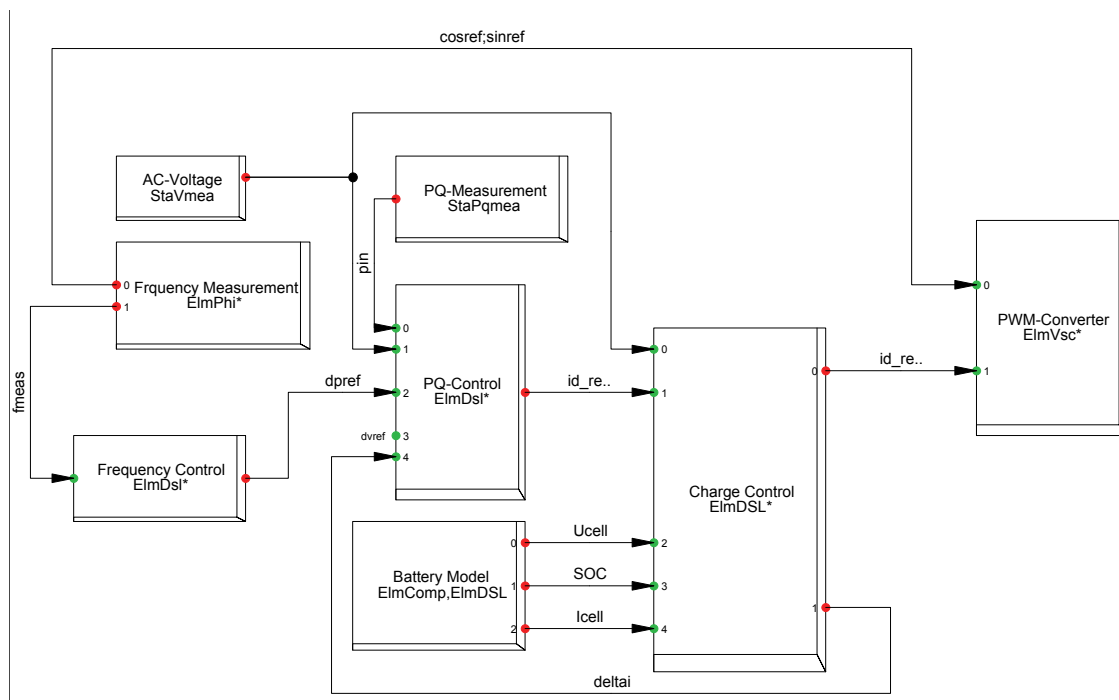 cosref;sinref
AC-Voltage
StaVmea
PQ-Measurement
StaPqmea
pin
Frquency Measurement
ElmPhi*
0
1
fmeas
Frequency Control
ElmDsl*
dpref
0
1
2
dvref
3
4
PQ-Control
ElmDsl*
id_re..
Battery Model
ElmComp,ElmDSL
0
1
2
Ucell
SOC
Icell
0
1
2
3
4
Charge Control
ElmDSL*
0
1
deltai
id_re..
0
1
PWM-Converter
ElmVsc*